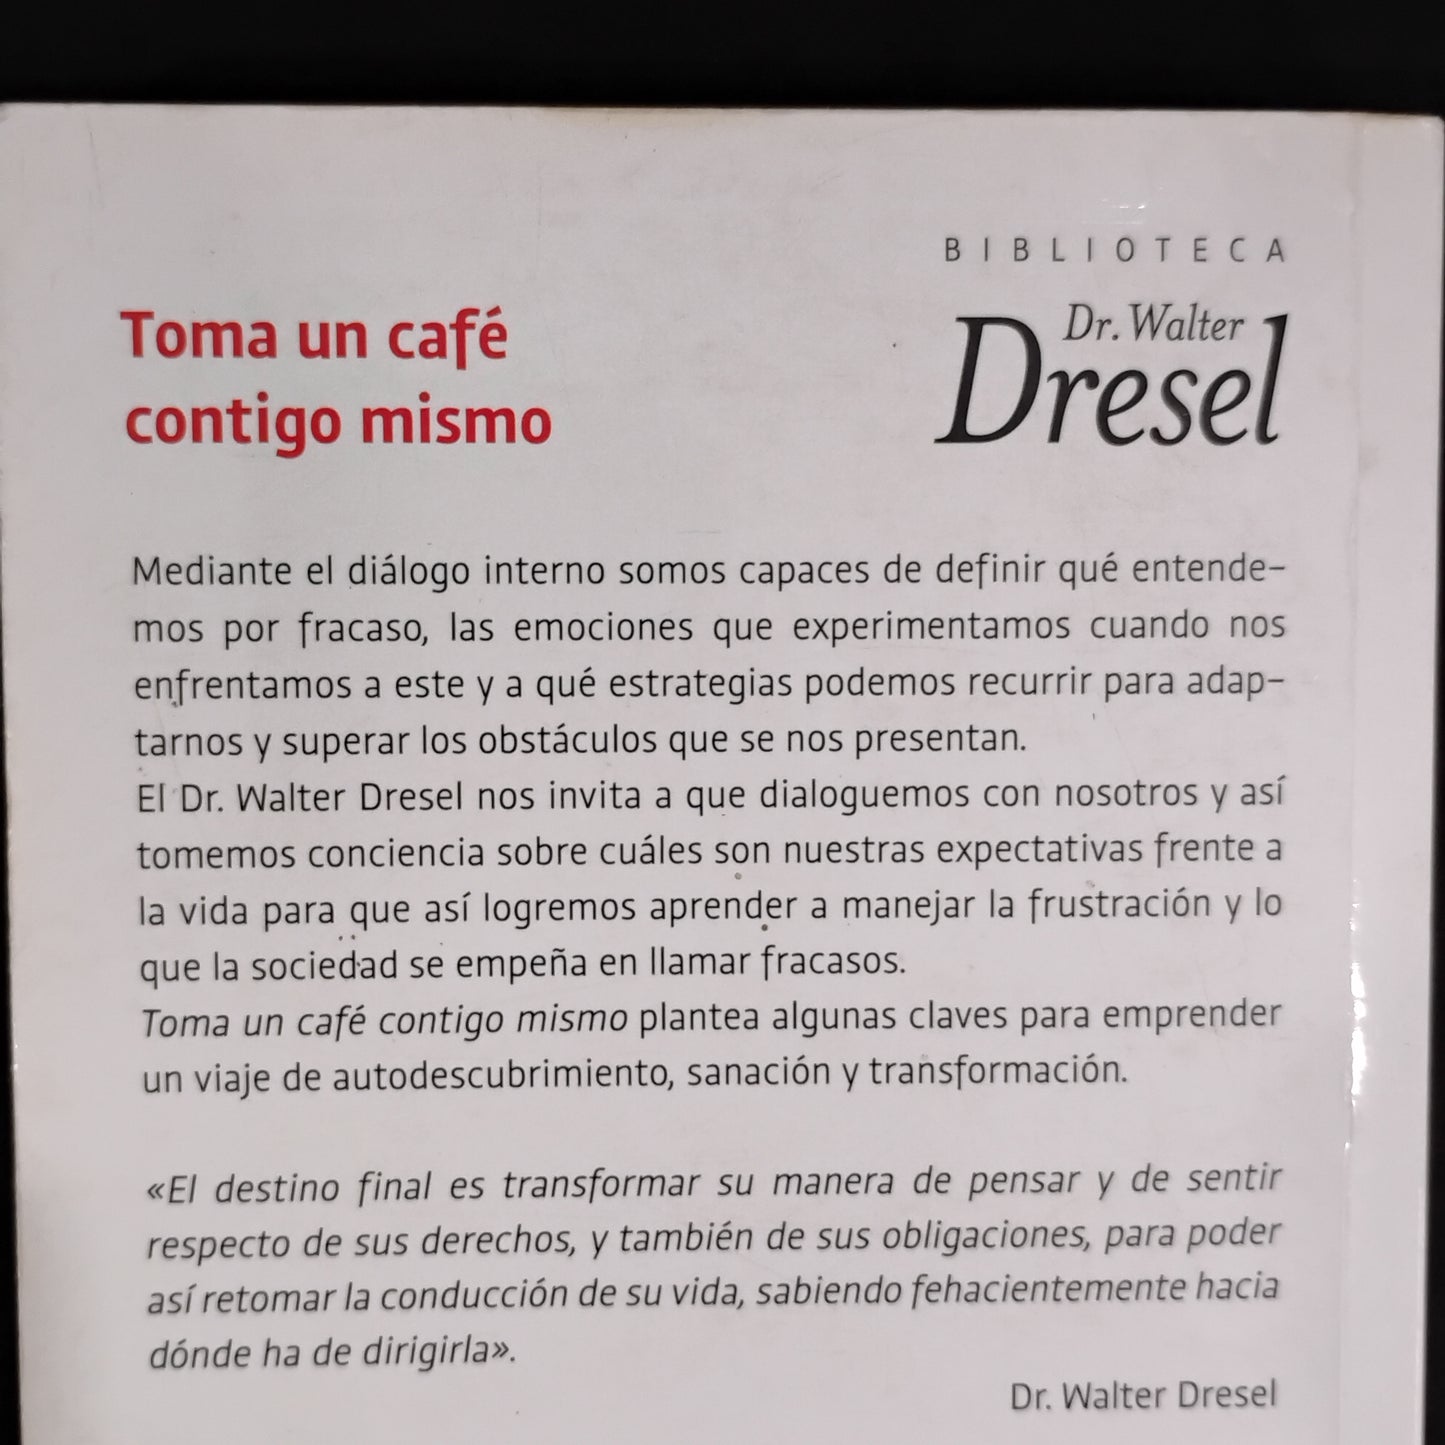 BIBLIOTECA
Dr. Walter
Dresel
Toma un café
contigo mismo
Mediante el diálogo interno somos capaces de definir qué entende-
mos por fracaso, las emociones que experimentamos cuando nos
enfrentamos a este y a qué estrategias podemos recurrir para adap-
tarnos y superar los obstáculos que se nos presentan.
El Dr. Walter Dresel nos invita a que dialoguemos con nosotros y así
tomemos conciencia sobre cuáles son nuestras expectativas frente a
la vida para que así logremos aprender a manejar la frustración y lo
que la sociedad se empeña en llamar fracasos.
Toma un café contigo mismo plantea algunas claves para emprender
un viaje de autodescubrimiento, sanación y transformación.
«El destino final es transformar su manera de pensar y de sentir
respecto de sus derechos, y también de sus obligaciones, para poder
así retomar la conducción de su vida, sabiendo fehacientemente hacia
dónde ha de dirigirla».
Dr. Walter Dresel